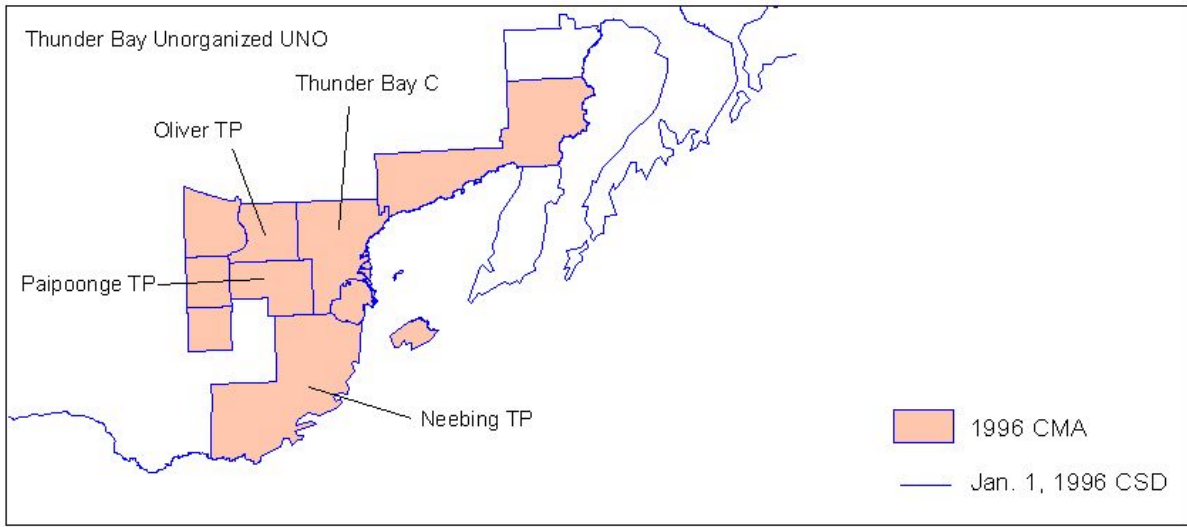 Thunder Bay Unorganized UNO
Thunder Bay C
Oliver TP
Paipoonge TP
Neebing TP
1996 CMA
Jan. 1, 1996 CSD